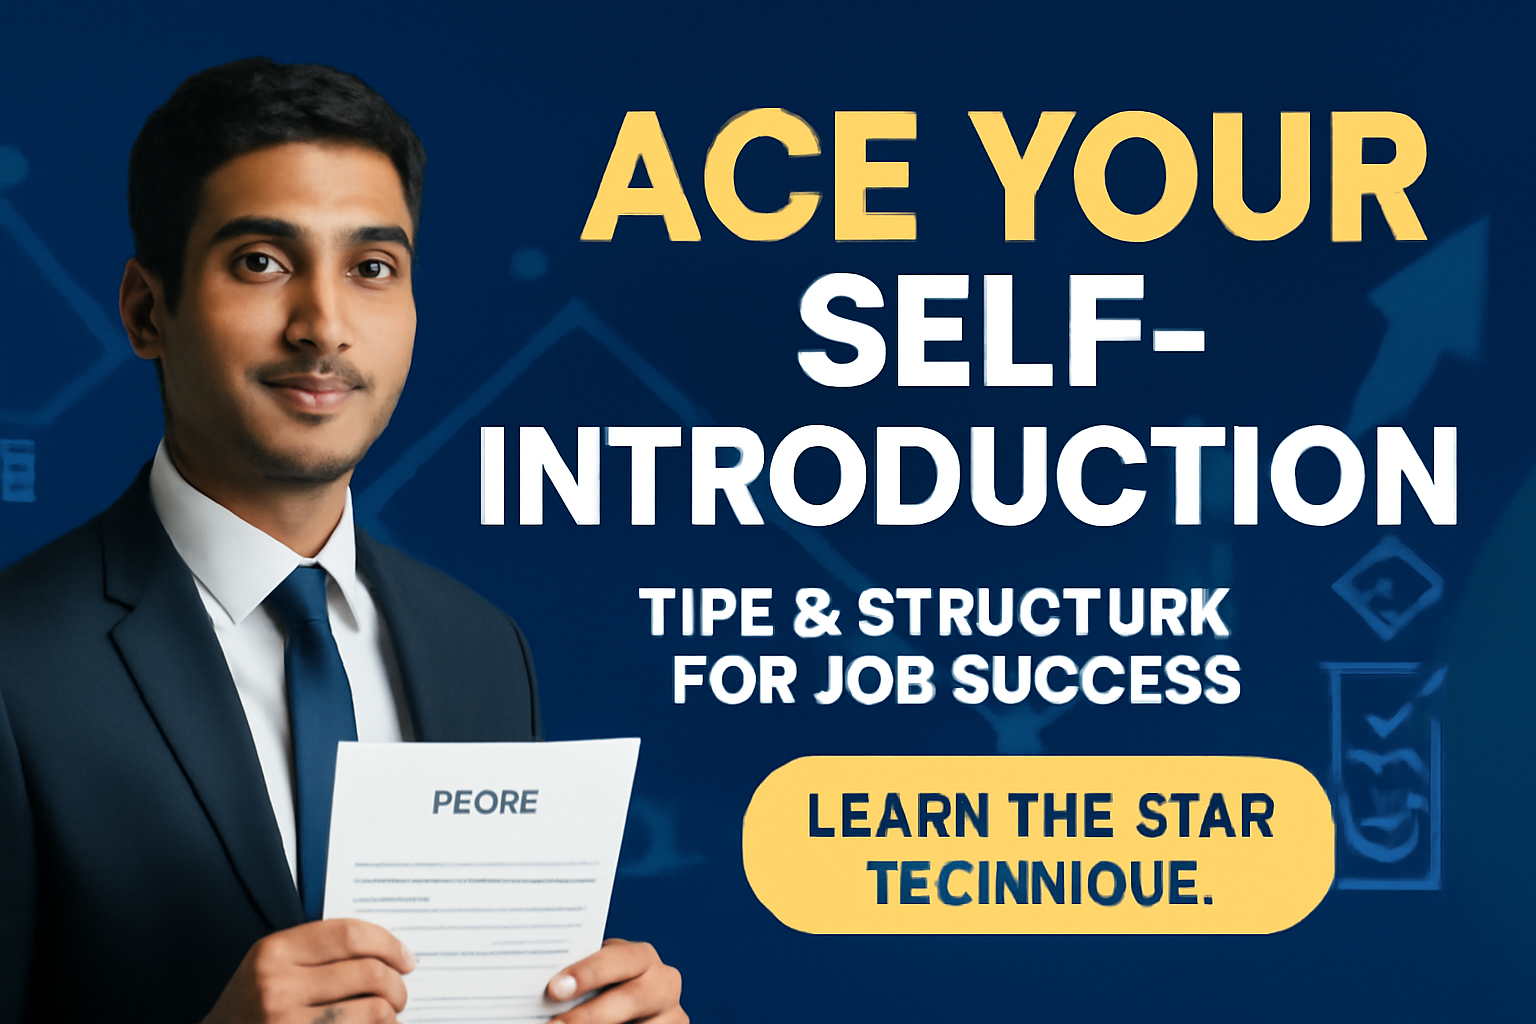 ACE YOUR
SELF-
INTRODUCTION
TIPE & STRUCTURK
FOR JOB SUCCESS
LEARN THE STAR
TECINNIOUE.
PEORE